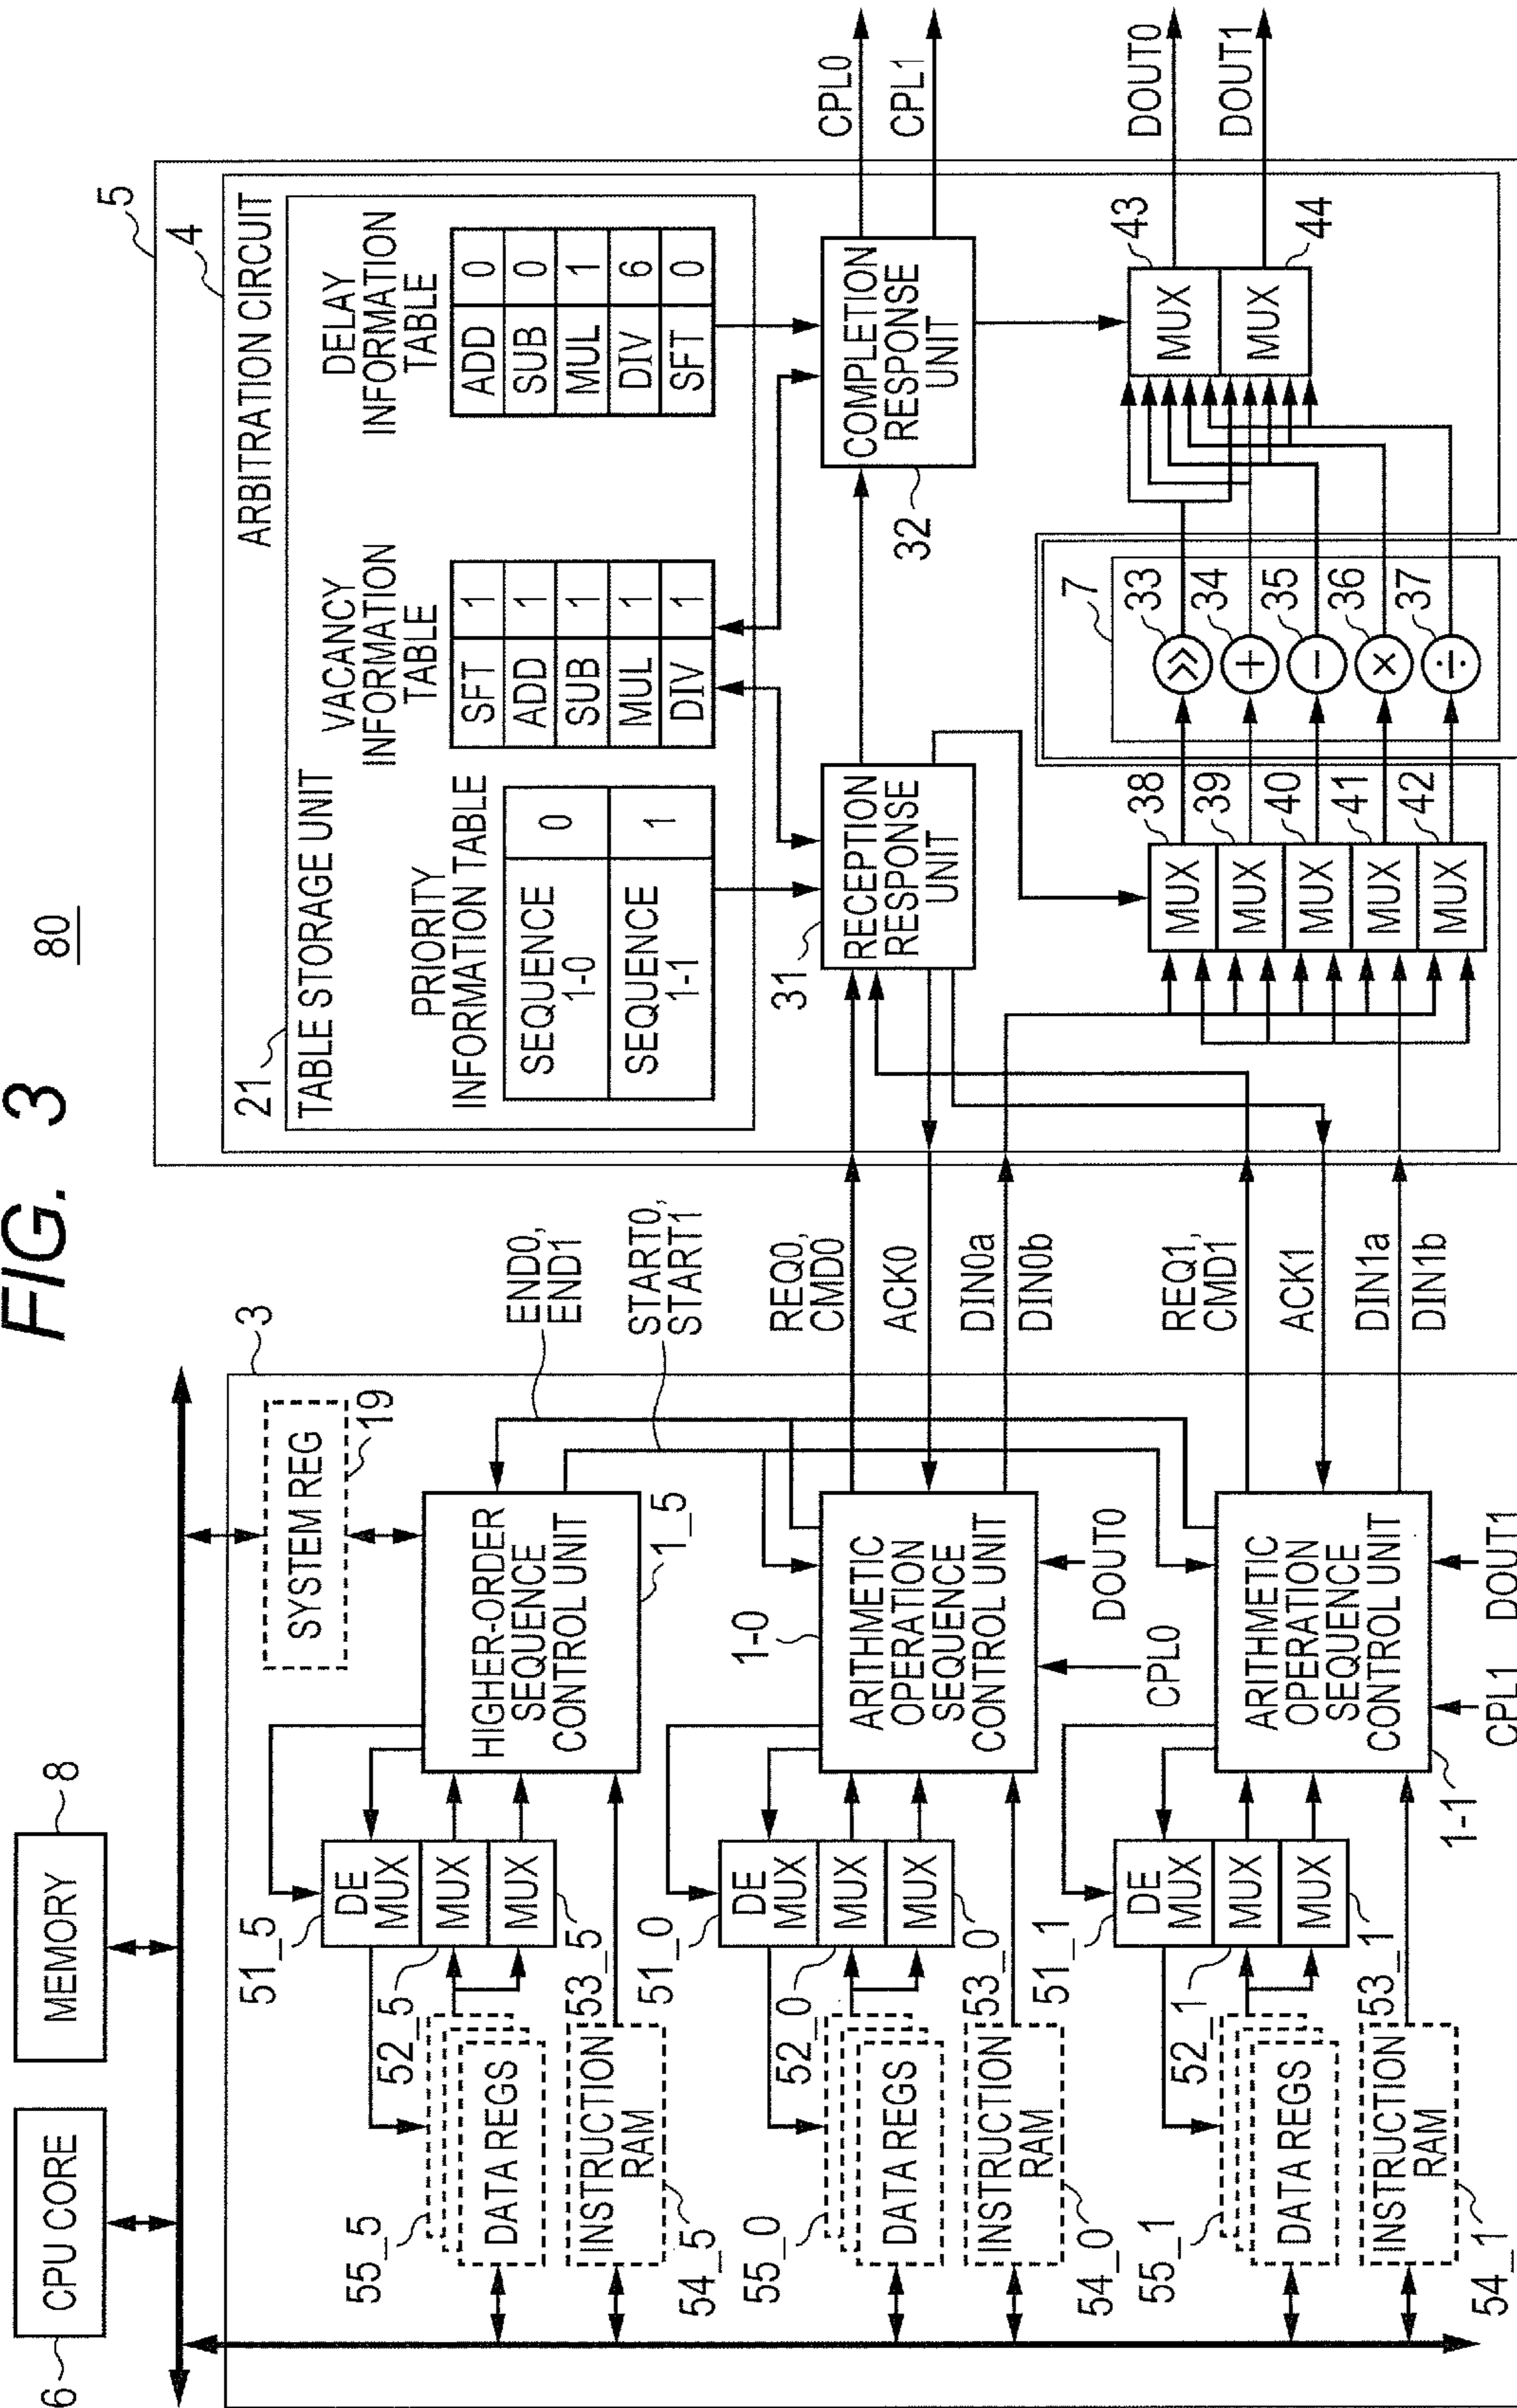 FIG. 3
80
6
CPU CORE
MEMORY
8
3
SYSTEM REG
19
HIGHER-ORDER
SEQUENCE
CONTROL UNIT
1_5
51_5
DE
MUX
MUX
MUX
52_5
53_5
55_5
DATA REGS
INSTRUCTION
RAM
54_5
END0,
END1
START0,
START1
1-0
ARITHMETIC
OPERATION
SEQUENCE
CONTROL UNIT
51_0
DE
MUX
MUX
MUX
52_0
53_0
55_0
DATA REGS
INSTRUCTION
RAM
54_0
CPL0
DOUT0
REQ0,
CMD0
ACK0
DIN0a
DIN0b
ARITHMETIC
OPERATION
SEQUENCE
CONTROL UNIT
1-1
51_1
DE
MUX
MUX
MUX
52_1
53_1
55_1
DATA REGS
INSTRUCTION
RAM
54_1
CPL1
DOUT1
REQ1,
CMD1
ACK1
DIN1a
DIN1b
5
4
ARBITRATION CIRCUIT
21
TABLE STORAGE UNIT
PRIORITY
INFORMATION TABLE
SEQUENCE
1-0
0
SEQUENCE
1-1
1
VACANCY
INFORMATION
TABLE
SFT 1
ADD 1
SUB 1
MUL 1
DIV 1
DELAY
INFORMATION
TABLE
ADD 0
SUB 0
MUL 1
DIV 6
SFT 0
31
RECEPTION
RESPONSE
UNIT
32
COMPLETION
RESPONSE
UNIT
CPL0
CPL1
MUX 38
MUX 39
MUX 40
MUX 41
MUX 42
7
>> 33
+ 34
− 35
× 36
÷ 37
MUX 43
MUX 44
DOUT0
DOUT1